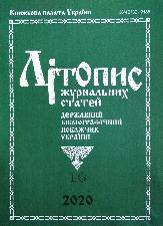 Книжкова палата України
Літопис
журнальних
статей
державний
бібліографічний
покажчик
України
2020